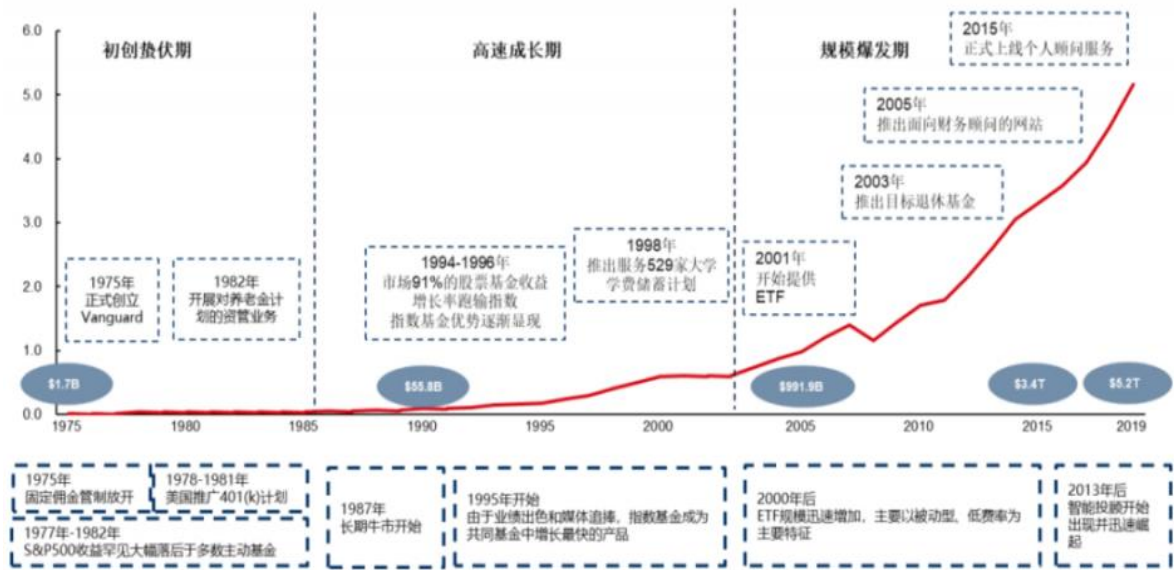 6.0
5.0
4.0
3.0
2.0
1.0
0.0
初创蛰伏期
高速成长期
规模爆发期
2015年
正式上线个人顾问服务
2005年
推出面向财务顾问的网站
2003年
推出目标退休基金
1975年
正式创立
Vanguard
1982年
开展对养老金计
划的资管业务
1994-1996年
市场91%的股票基金收益
增长率跑输指数
指数基金优势逐渐显现
1998年
推出服务529家大学
学费储蓄计划
2001年
开始提供
ETF
$1.7B
$55.8B
$991.9B
$3.4T
$5.2T
1975
1980
1985
1990
1995
2000
2005
2010
2015
2019
1975年
固定佣金管制放开
1978-1981年
美国推广401(k)计划
1977年-1982年
S&P500收益罕见大幅落后于多数主动基金
1987年
长期牛市开始
1995年开始
由于业绩出色和媒体追捧，指数基金成为
共同基金中增长最快的产品
2000年后
ETF规模迅速增加，主要以被动型、低费率为
主要特征
2013年后
智能投顾开始
出现并迅速崛
起